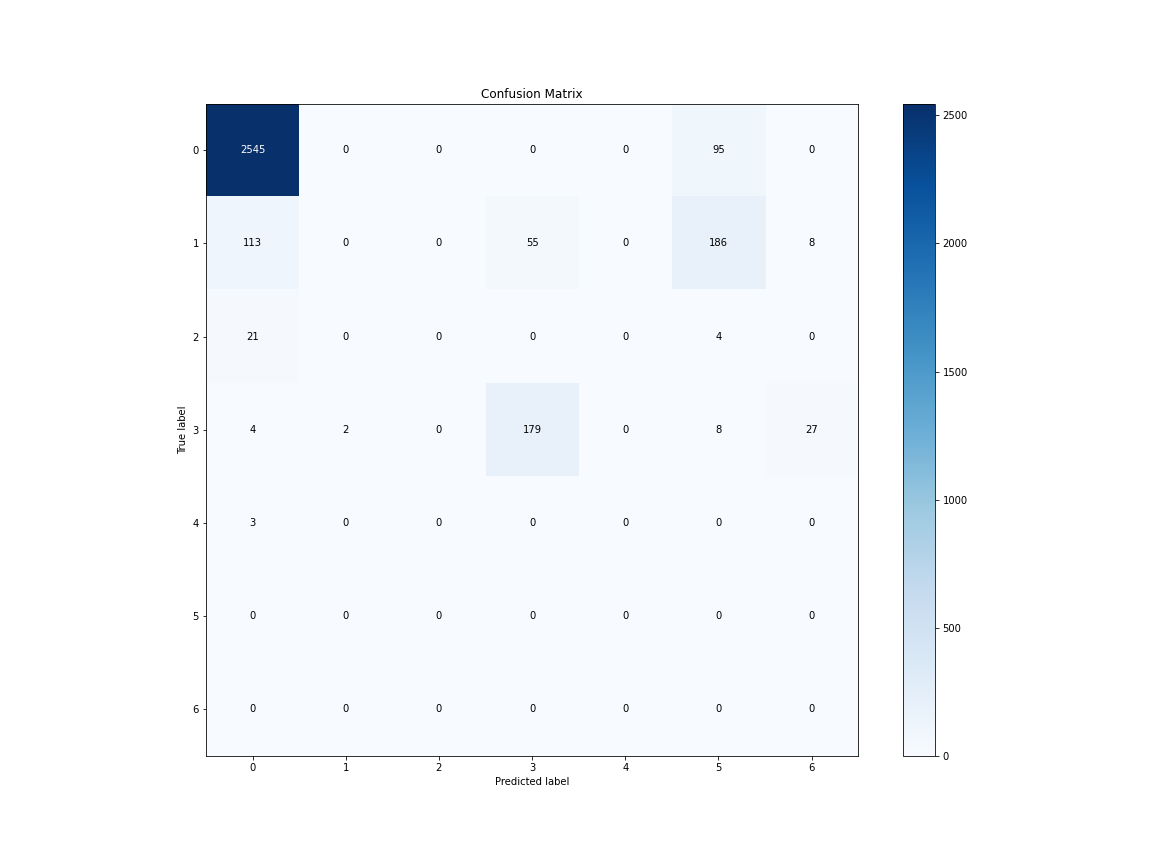 Confusion Matrix
0 2545 0 0 0 0 95 0
1 113 0 0 55 0 186 8
2 21 0 0 0 0 4 0
3 4 2 0 179 0 8 27
4 3 0 0 0 0 0 0
5 0 0 0 0 0 0 0
6 0 0 0 0 0 0 0
0 1 2 3 4 5 6
True label
Predicted label
2500
2000
1500
1000
500
0